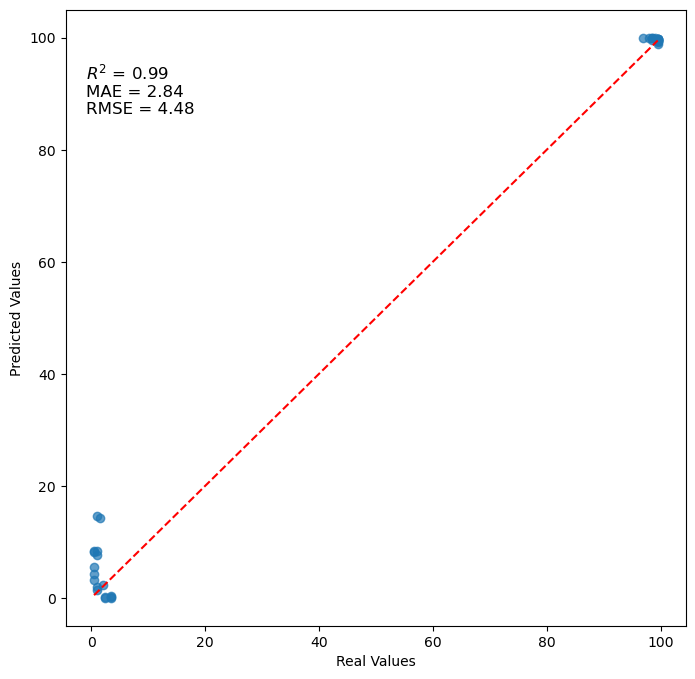 100
80
60
40
20
0
Predicted Values
R² = 0.99
MAE = 2.84
RMSE = 4.48
0 20 40 60 80 100
Real Values